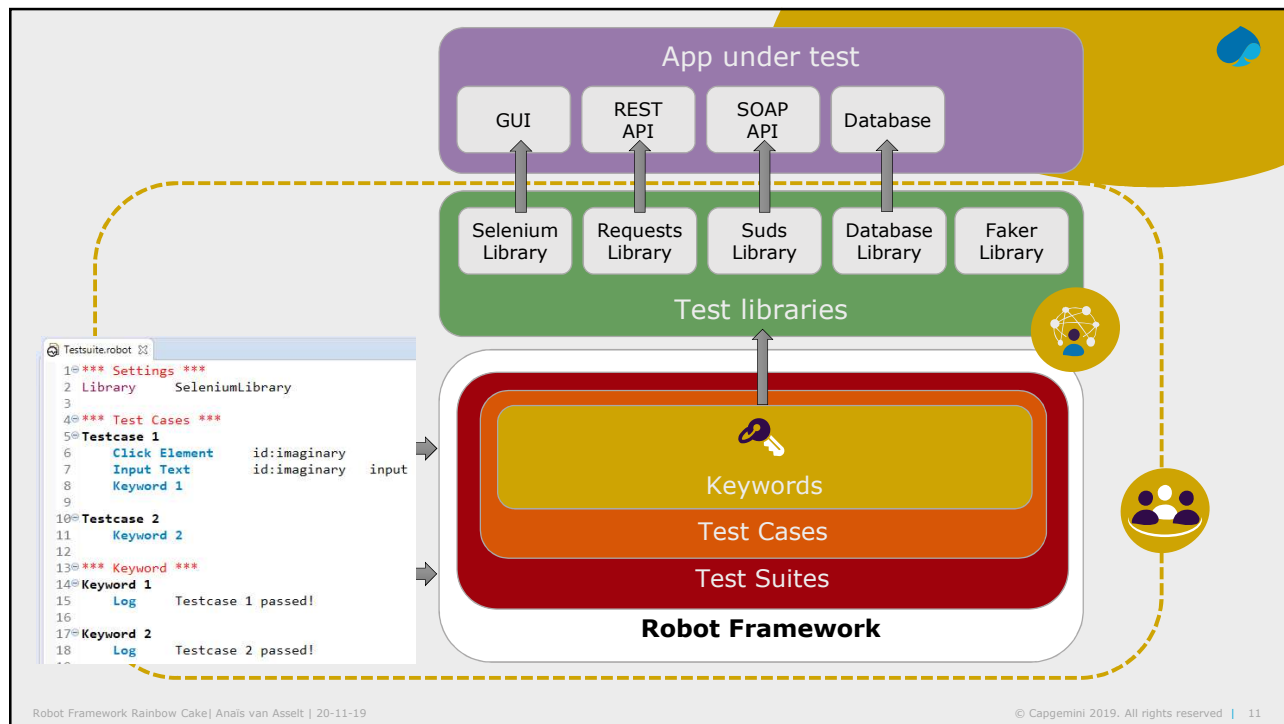 App under test
GUI
REST
API
SOAP
API
Database
Selenium
Library
Requests
Library
Suds
Library
Database
Library
Faker
Library
Test libraries
Testsuite.robot
1 *** Settings ***
2 Library SeleniumLibrary
3
4 *** Test Cases ***
5 Testcase 1
6 Click Element id:imaginary
7 Input Text id:imaginary input
8 Keyword 1
9
10 Testcase 2
11 Keyword 2
12
13 *** Keyword ***
14 Keyword 1
15 Log Testcase 1 passed!
16
17 Keyword 2
18 Log Testcase 2 passed!
Keywords
Test Cases
Test Suites
Robot Framework
Robot Framework Rainbow Cake| Anaïs van Asselt | 20-11-19
© Capgemini 2019. All rights reserved | 11